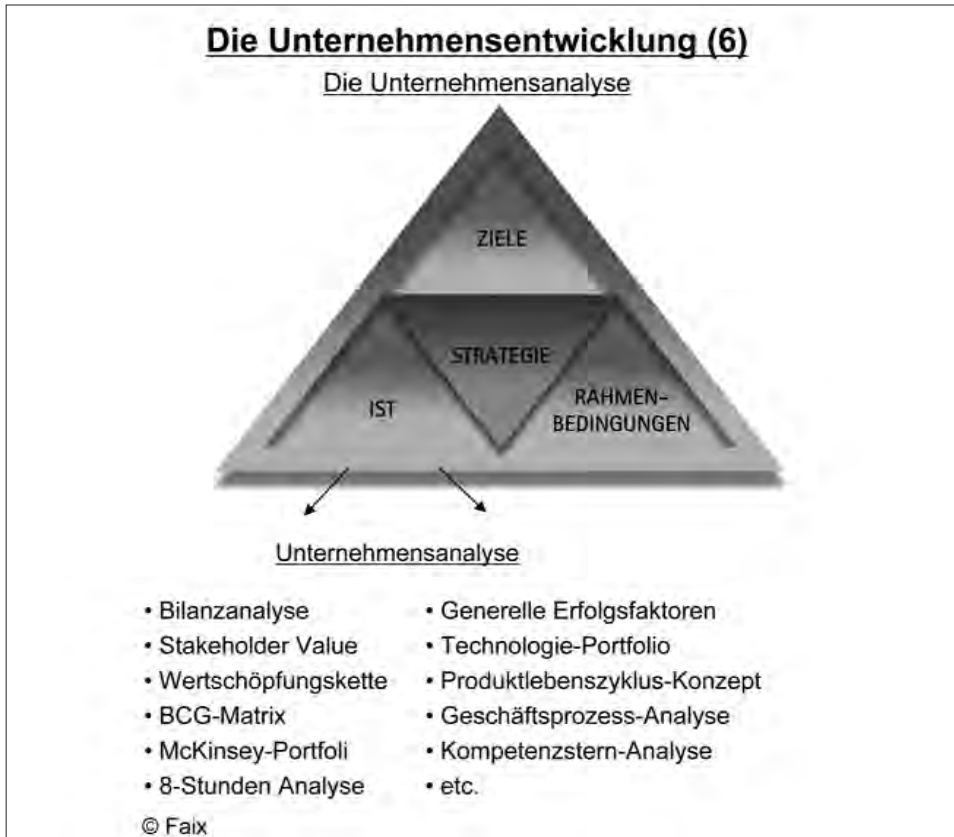 Die Unternehmensentwicklung (6)
Die Unternehmensanalyse
ZIELE
STRATEGIE
IST
RAHMEN-
BEDINGUNGEN
Unternehmensanalyse
• Bilanzanalyse
• Stakeholder Value
• Wertschöpfungskette
• BCG-Matrix
• McKinsey-Portfoli
• 8-Stunden Analyse
• Generelle Erfolgsfaktoren
• Technologie-Portfolio
• Produktlebenszyklus-Konzept
• Geschäftsprozess-Analyse
• Kompetenzstern-Analyse
• etc.
© Faix